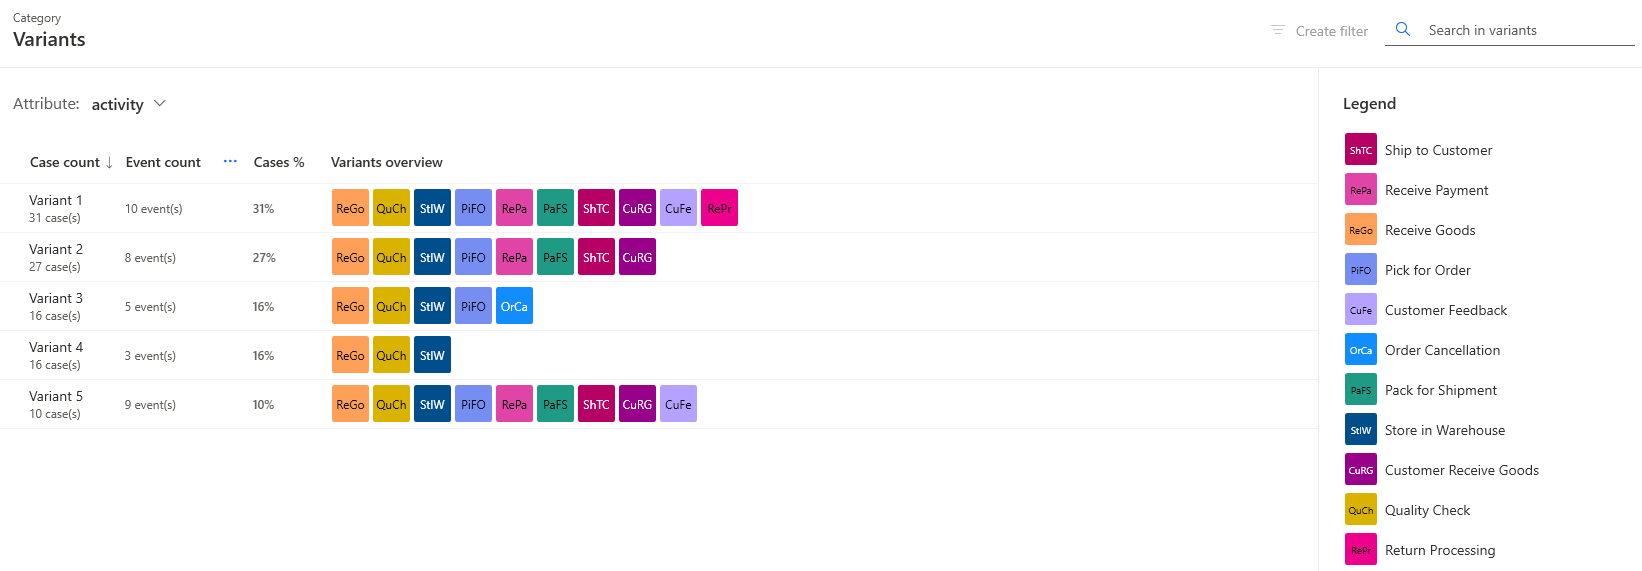 Category
Variants
Create filter
Search in variants
Attribute: activity
Case count ↓ Event count ... Cases % Variants overview
Variant 1
31 case(s)
10 event(s) 31% ReGo QuCh StIW PiFO RePa PaFS ShTC CuRG CuFe RePr
Variant 2
27 case(s)
8 event(s) 27% ReGo QuCh StIW PiFO RePa PaFS ShTC CuRG
Variant 3
16 case(s)
5 event(s) 16% ReGo QuCh StIW PiFO OrCa
Variant 4
16 case(s)
3 event(s) 16% ReGo QuCh StIW
Variant 5
10 case(s)
9 event(s) 10% ReGo QuCh StIW PiFO RePa PaFS ShTC CuRG CuFe
Legend
ShTC Ship to Customer
RePa Receive Payment
ReGo Receive Goods
PiFO Pick for Order
CuFe Customer Feedback
OrCa Order Cancellation
PaFS Pack for Shipment
StIW Store in Warehouse
CuRG Customer Receive Goods
QuCh Quality Check
RePr Return Processing